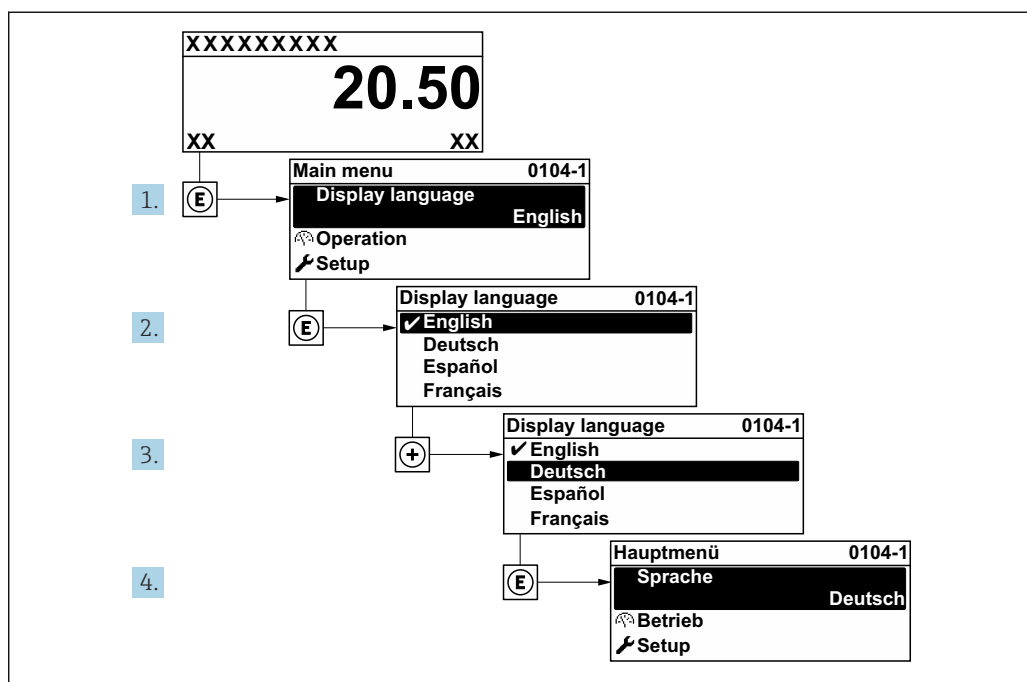 XXXXXXXXX
20.50
XX XX
1. E
Main menu 0104-1
Display language
English
Operation
Setup
2. E
Display language 0104-1
✔English
Deutsch
Español
Français
3. +
Display language 0104-1
✔English
Deutsch
Español
Français
4. E
Hauptmenü 0104-1
Sprache
Deutsch
Betrieb
Setup